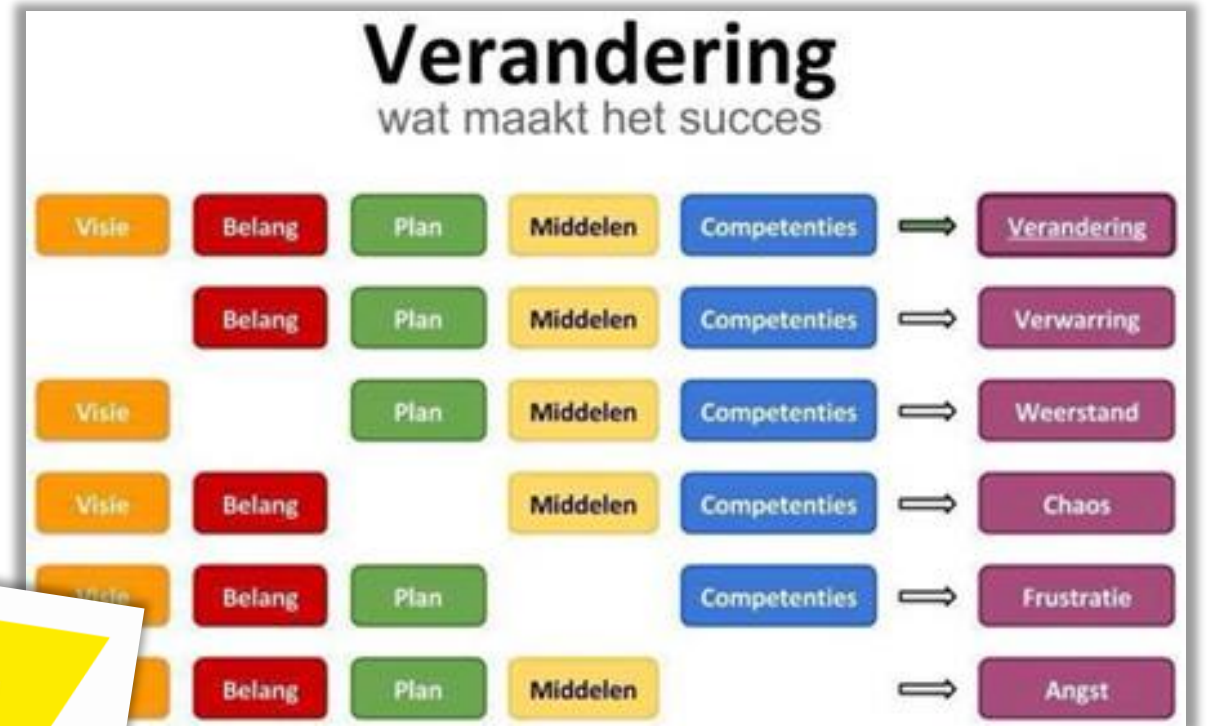 Verandering
wat maakt het succes
Visie Belang Plan Middelen Competenties Verandering
Belang Plan Middelen Competenties Verwarring
Visie Plan Middelen Competenties Weerstand
Visie Belang Middelen Competenties Chaos
Visie Belang Plan Competenties Frustratie
Belang Plan Middelen Angst